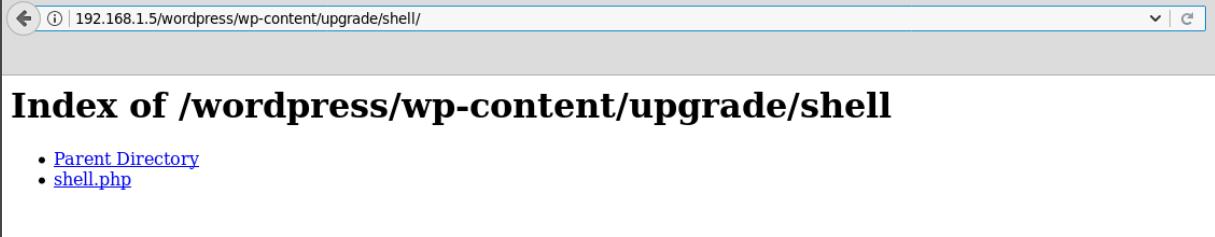 192.168.1.5/wordpress/wp-content/upgrade/shell/
Index of /wordpress/wp-content/upgrade/shell
Parent Directory
shell.php